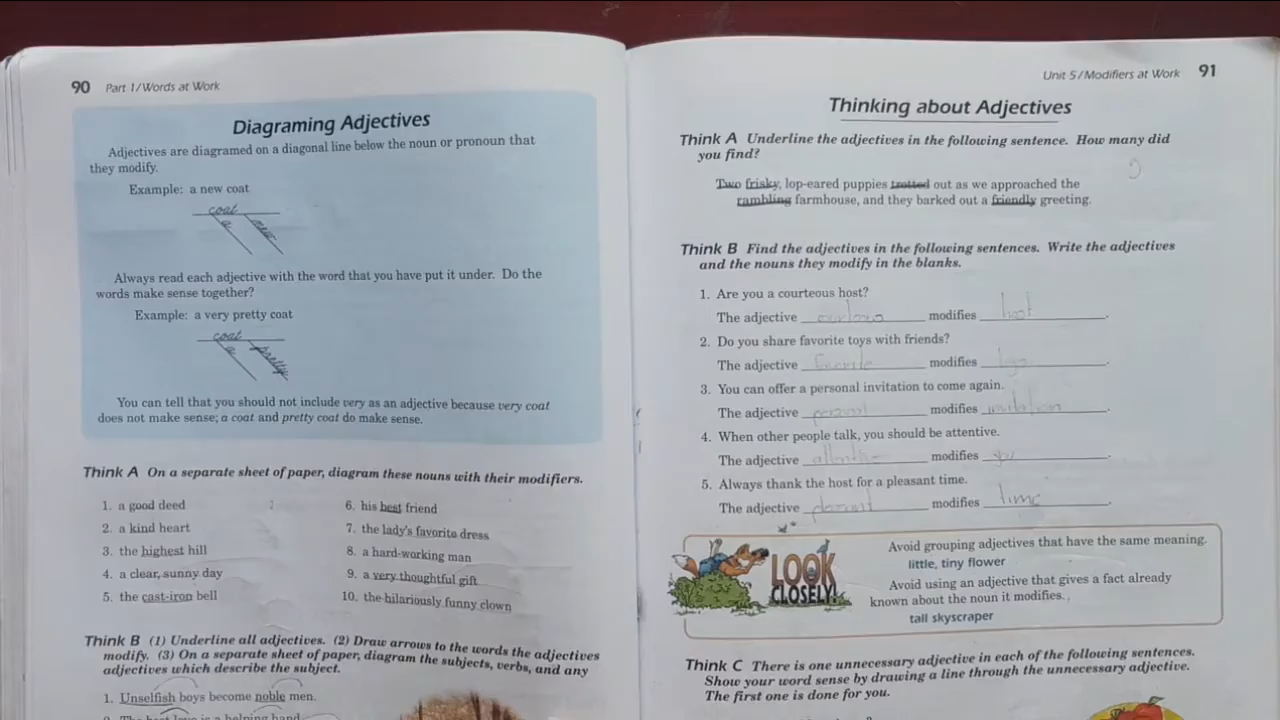 90 Part 1/Words at Work
Diagraming Adjectives
Adjectives are diagramed on a diagonal line below the noun or pronoun that
they modify.
Example: a new coat
coat
a new
Always read each adjective with the word that you have put it under. Do the
words make sense together?
Example: a very pretty coat
coat
a pretty
You can tell that you should not include very as an adjective because very coat
does not make sense; a coat and pretty coat do make sense.
Think A On a separate sheet of paper, diagram these nouns with their modifiers.
1. a good deed
2. a kind heart
3. the highest hill
4. a clear, sunny day
5. the cast-iron bell
6. his best friend
7. the lady's favorite dress
8. a hard-working man
9. a very thoughtful gift
10. the hilariously funny clown
Think B (1) Underline all adjectives. (2) Draw arrows to the words the adjectives
modify. (3) On a separate sheet of paper, diagram the subjects, verbs, and any
adjectives which describe the subject.
1. Unselfish boys become noble men.
2. The best love is a helping hand.
Unit 5/Modifiers at Work 91
Thinking about Adjectives
Think A Underline the adjectives in the following sentence. How many did
you find?
Two frisky, lop-eared puppies trotted out as we approached the
rambling farmhouse, and they barked out a friendly greeting.
Think B Find the adjectives in the following sentences. Write the adjectives
and the nouns they modify in the blanks.
1. Are you a courteous host?
The adjective modifies host.
2. Do you share favorite toys with friends?
The adjective favorite modifies toys.
3. You can offer a personal invitation to come again.
The adjective personal modifies invitation.
4. When other people talk, you should be attentive.
The adjective attentive modifies you.
5. Always thank the host for a pleasant time.
The adjective modifies time.
LOOK
CLOSELY!
Avoid grouping adjectives that have the same meaning.
little, tiny flower
Avoid using an adjective that gives a fact already
known about the noun it modifies.
tall skyscraper
Think C There is one unnecessary adjective in each of the following sentences.
Show your word sense by drawing a line through the unnecessary adjective.
The first one is done for you.